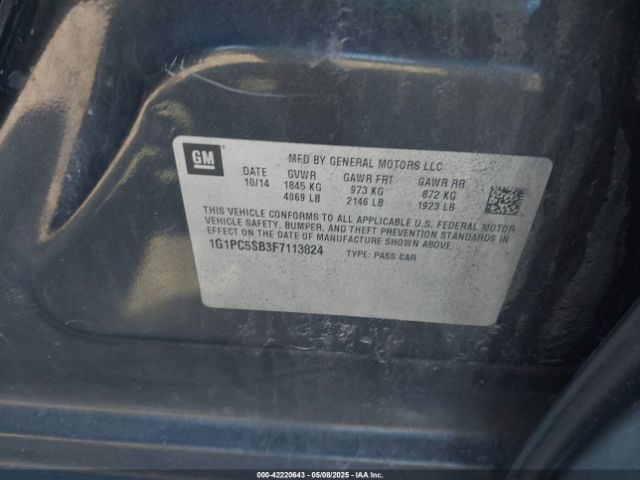 GM
MFD BY GENERAL MOTORS LLC
DATE GVWR GAWR FRT GAWR RR
10/14 1845 KG 973 KG 872 KG
4069 LB 2146 LB 1923 LB
THIS VEHICLE CONFORMS TO ALL APPLICABLE U.S. FEDERAL MOTOR
VEHICLE SAFETY, BUMPER, AND THEFT PREVENTION STANDARDS IN
EFFECT ON THE DATE OF MANUFACTURE SHOWN ABOVE.
1G1PC5SB3F7113824 TYPE: PASS CAR
000-42220643 - 05/08/2025 - IAA Inc.